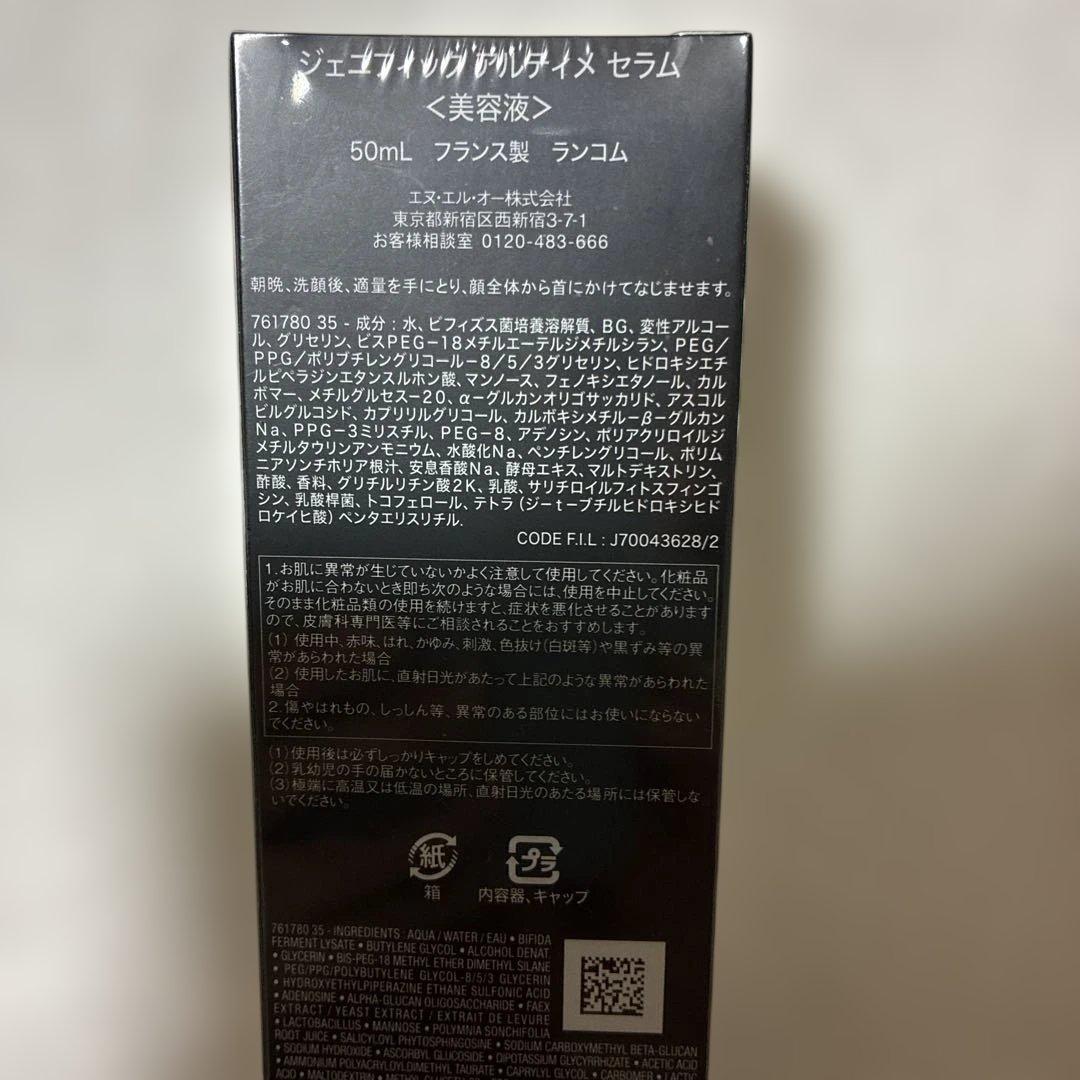 ジェニフィック アルティメ セラム
＜美容液＞
50mL フランス製 ランコム
エヌ・エル・オー株式会社
東京都新宿区西新宿3-7-1
お客様相談室 0120-483-666
朝晩、洗顔後、適量を手にとり、顔全体から首にかけてなじませます。
761780 35 - 成分 : 水、ビフィズス菌培養溶解質、BG、変性アルコー
ル、グリセリン、ビスPEG－18メチルエーテルジメチルシラン、PEG／
PPG／ポリブチレングリコール－8／5／3グリセリン、ヒドロキシエチ
ルピペラジンエタンスルホン酸、マンノース、フェノキシエタノール、カル
ボマー、メチルグルセス－20、α－グルカンオリゴサッカリド、アスコル
ビルグルコシド、カプリリルグリコール、カルボキシメチル－β－グルカン
Na、PPG－3ミリスチル、PEG－8、アデノシン、ポリアクリロイルジ
メチルタウリンアンモニウム、水酸化Na、ペンチレングリコール、ポリム
ニアソンチホリア根汁、安息香酸Na、酵母エキス、マルトデキストリン、
酢酸、香料、グリチルリチン酸2K、乳酸、サリチロイルフィトスフィンゴ
シン、乳酸桿菌、トコフェロール、テトラ（ジ－t－ブチルヒドロキシヒド
ロケイヒ酸）ペンタエリスリチル.
CODE F.I.L : J70043628/2
1.お肌に異常が生じていないかよく注意して使用してください。化粧品
がお肌に合わないとき即ち次のような場合には、使用を中止してください。
そのまま化粧品類の使用を続けますと、症状を悪化させることがあります
ので、皮膚科専門医等にご相談されることをおすすめします。
(1) 使用中、赤味、はれ、かゆみ、刺激、色抜け(白斑等)や黒ずみ等の異
常があらわれた場合
(2) 使用したお肌に、直射日光があたって上記のような異常があらわれた
場合
2.傷やはれもの、しっしん等、異常のある部位にはお使いにならない
でください。
(1)使用後は必ずしっかりキャップをしめてください。
(2)乳幼児の手の届かないところに保管してください。
(3)極端に高温又は低温の場所、直射日光のあたる場所には保管しな
いでください。
紙 プラ
箱 内容器、キャップ
761780 35 - INGREDIENTS : AQUA / WATER / EAU • BIFIDA
FERMENT LYSATE • BUTYLENE GLYCOL • ALCOHOL DENAT.
• GLYCERIN • BIS-PEG-18 METHYL ETHER DIMETHYL SILANE
• PEG/PPG/POLYBUTYLENE GLYCOL-8/5/3 GLYCERIN
• HYDROXYETHYLPIPERAZINE ETHANE SULFONIC ACID
• ADENOSINE • ALPHA-GLUCAN OLIGOSACCHARIDE • FAEX
EXTRACT / YEAST EXTRACT / EXTRAIT DE LEVURE
• LACTOBACILLUS • MANNOSE • POLYMNIA SONCHIFOLIA
ROOT JUICE • SALICYLOYL PHYTOSPHINGOSINE • SODIUM CARBOXYMETHYL BETA-GLUCAN
• SODIUM HYDROXIDE • ASCORBYL GLUCOSIDE • DIPOTASSIUM GLYCYRRHIZATE • ACETIC ACID
• AMMONIUM POLYACRYLOYLDIMETHYL TAURATE • CAPRYLYL GLYCOL • CARBOMER • LACTIC
ACID • MALTODEXTRIN •